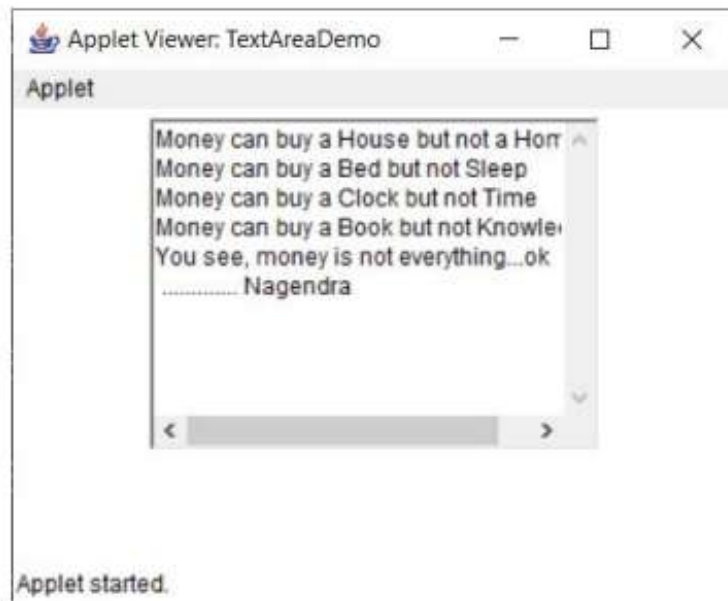 Applet Viewer: TextAreaDemo
Applet
Money can buy a House but not a
Money can buy a Bed but not Sleep
Money can buy a Clock but not Time
Money can buy a Book but not
You see, money is not everything...ok
............. Nagendra
Applet started.